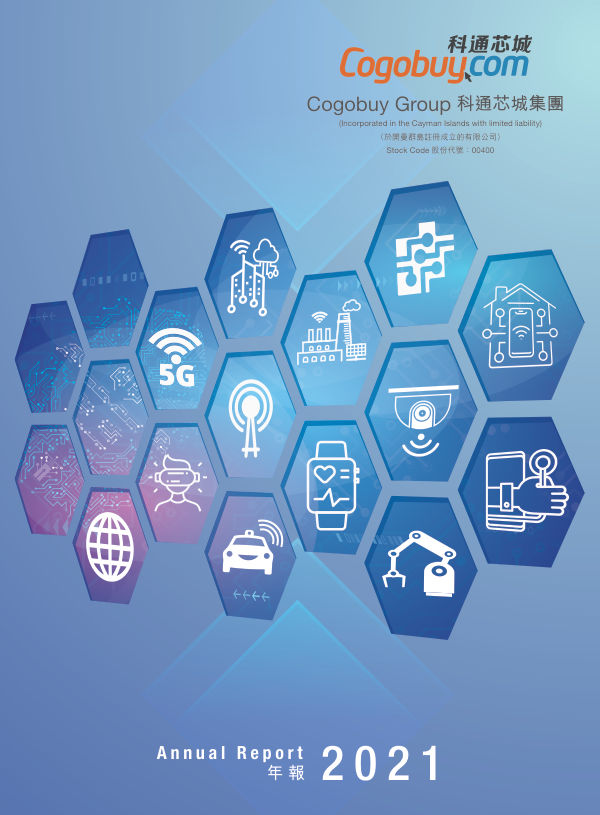 科通芯城
Cogobuy.com
Cogobuy Group 科通芯城集團
(Incorporated in the Cayman Islands with limited liability)
（於開曼群島註冊成立的有限公司）
Stock Code 股份代號：00400
5G
Annual Report
年報
2021